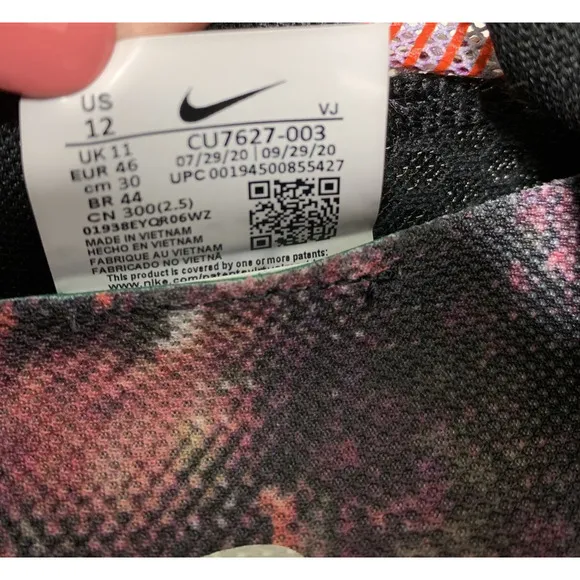 US
12
UK 11
EUR 46
cm 30
BR 44
CN 300(2.5)
01938EYQR06WZ
MADE IN VIETNAM
HECHO EN VIETNAM
FABRIQUE AU VIETNAM
FABRICADO NO VIETNAM
VJ
CU7627-003
07/29/20 | 09/29/20
UPC 00194500855427
This product is covered by one or more patents: